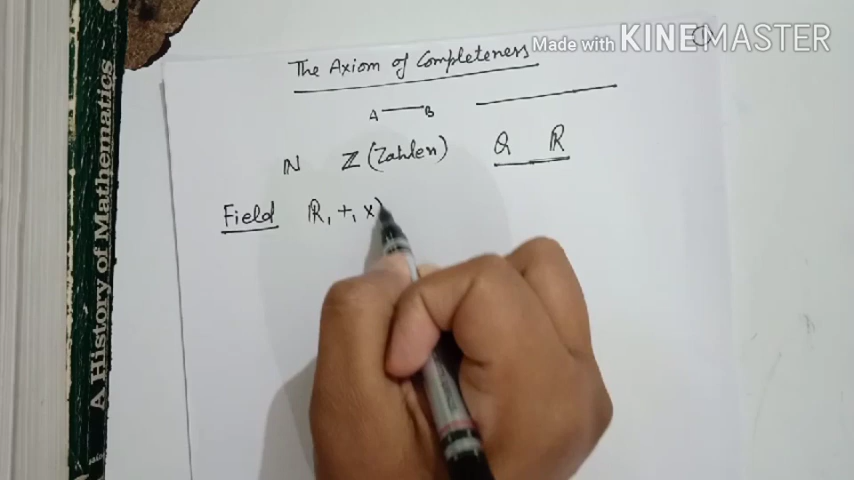 Made with KINEMASTER
The Axiom of Completeness
A B
ℕ ℤ (Zahlen) ℚ ℝ
Field ℝ, +, ×)
A History of Mathematics